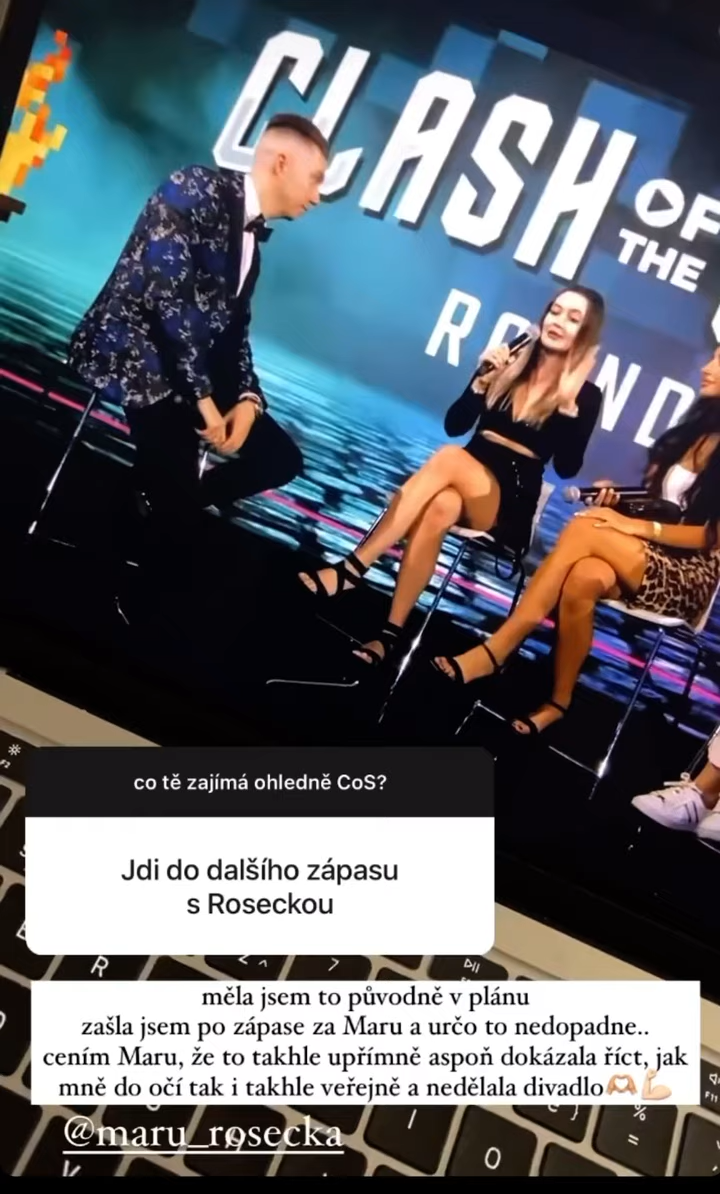 CLASH
OF
THE
co tě zajímá ohledně CoS?
Jdi do dalšího zápasu
s Roseckou
měla jsem to původně v plánu
zašla jsem po zápase za Maru a určo to nedopadne..
cením Maru, že to takhle upřímně aspoň dokázala říct, jak
mně do očí tak i takhle veřejně a nedělala divadlo🫶🏻💪🏻
@maru_rosecka